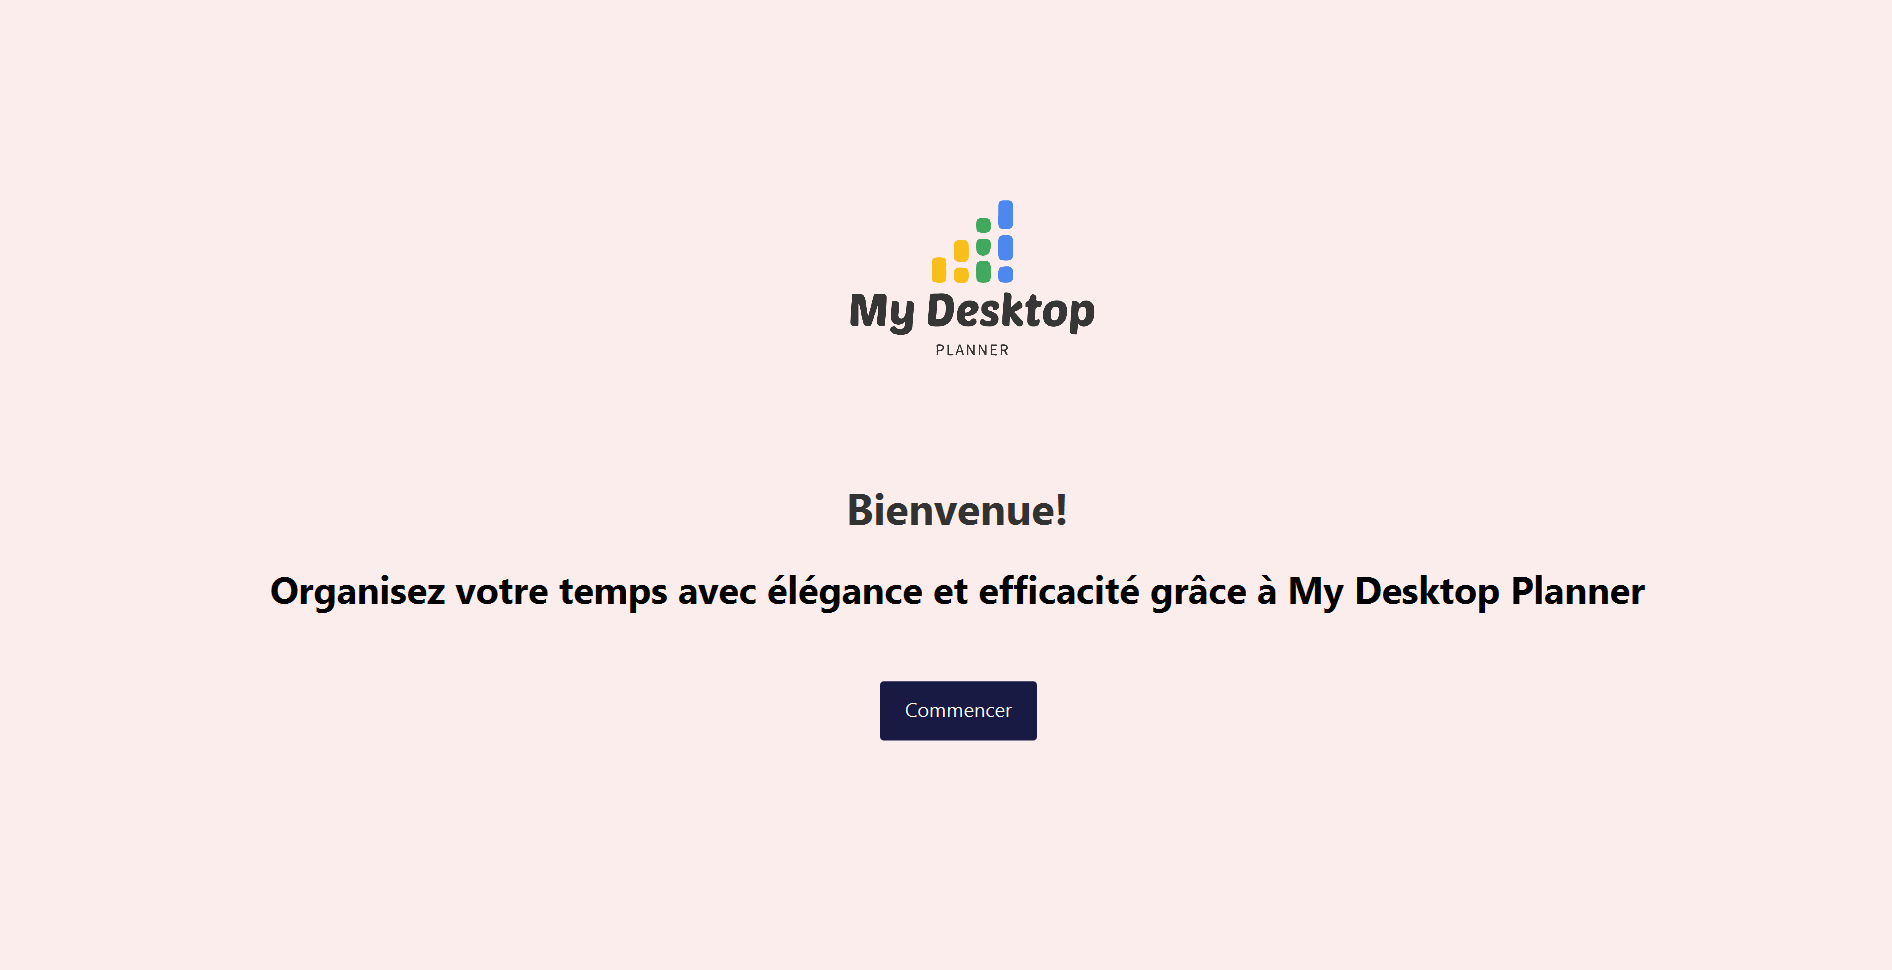 My Desktop
PLANNER
Bienvenue!
Organisez votre temps avec élégance et efficacité grâce à My Desktop Planner
Commencer